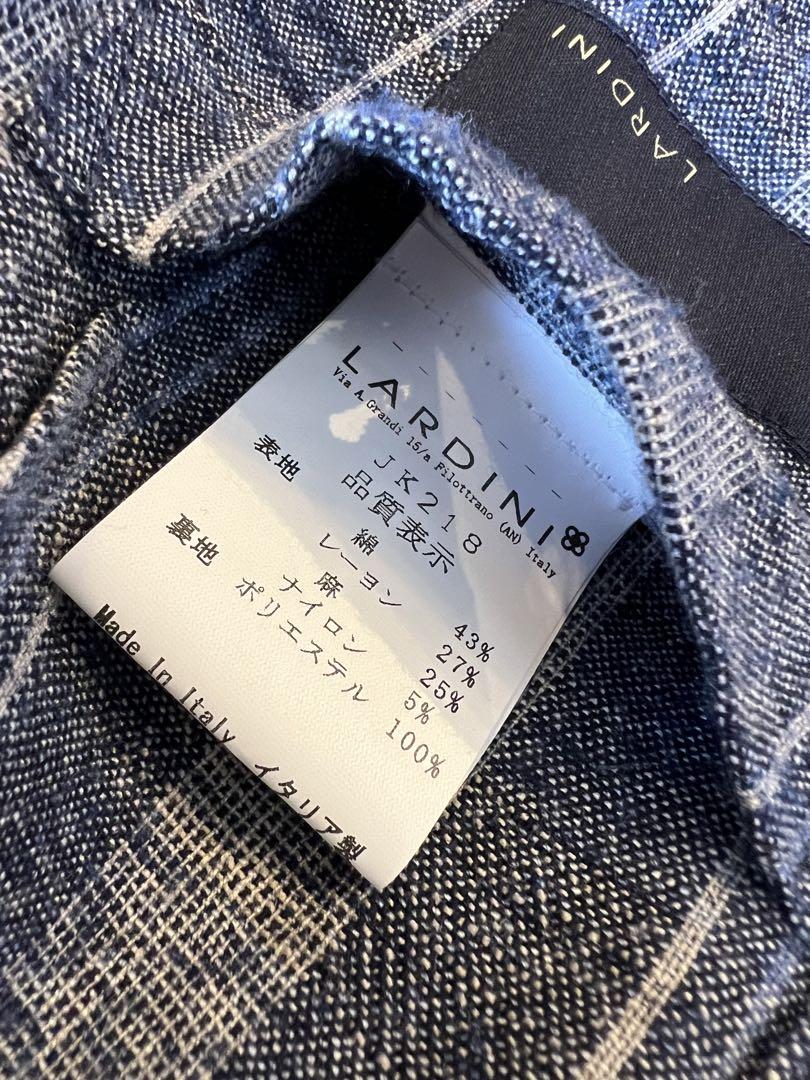 LARDINI
LARDINI
Via A.Grandi 15/a Filottrano (AN) Italy
JK218
品質表示
表地 綿 43%
レーヨン 27%
麻 25%
ナイロン 5%
裏地 ポリエステル 100%
Made In Italy イタリア製